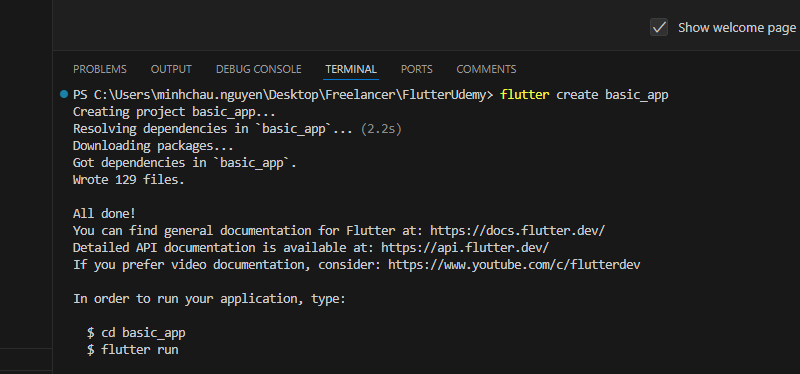 Show welcome page
PROBLEMS OUTPUT DEBUG CONSOLE TERMINAL PORTS COMMENTS
PS C:\Users\minhchau.nguyen\Desktop\Freelancer\FlutterUdemy> flutter create basic_app
Creating project basic_app...
Resolving dependencies in `basic_app`... (2.2s)
Downloading packages...
Got dependencies in `basic_app`.
Wrote 129 files.
All done!
You can find general documentation for Flutter at: https://docs.flutter.dev/
Detailed API documentation is available at: https://api.flutter.dev/
If you prefer video documentation, consider: https://www.youtube.com/c/flutterdev
In order to run your application, type:
$ cd basic_app
$ flutter run